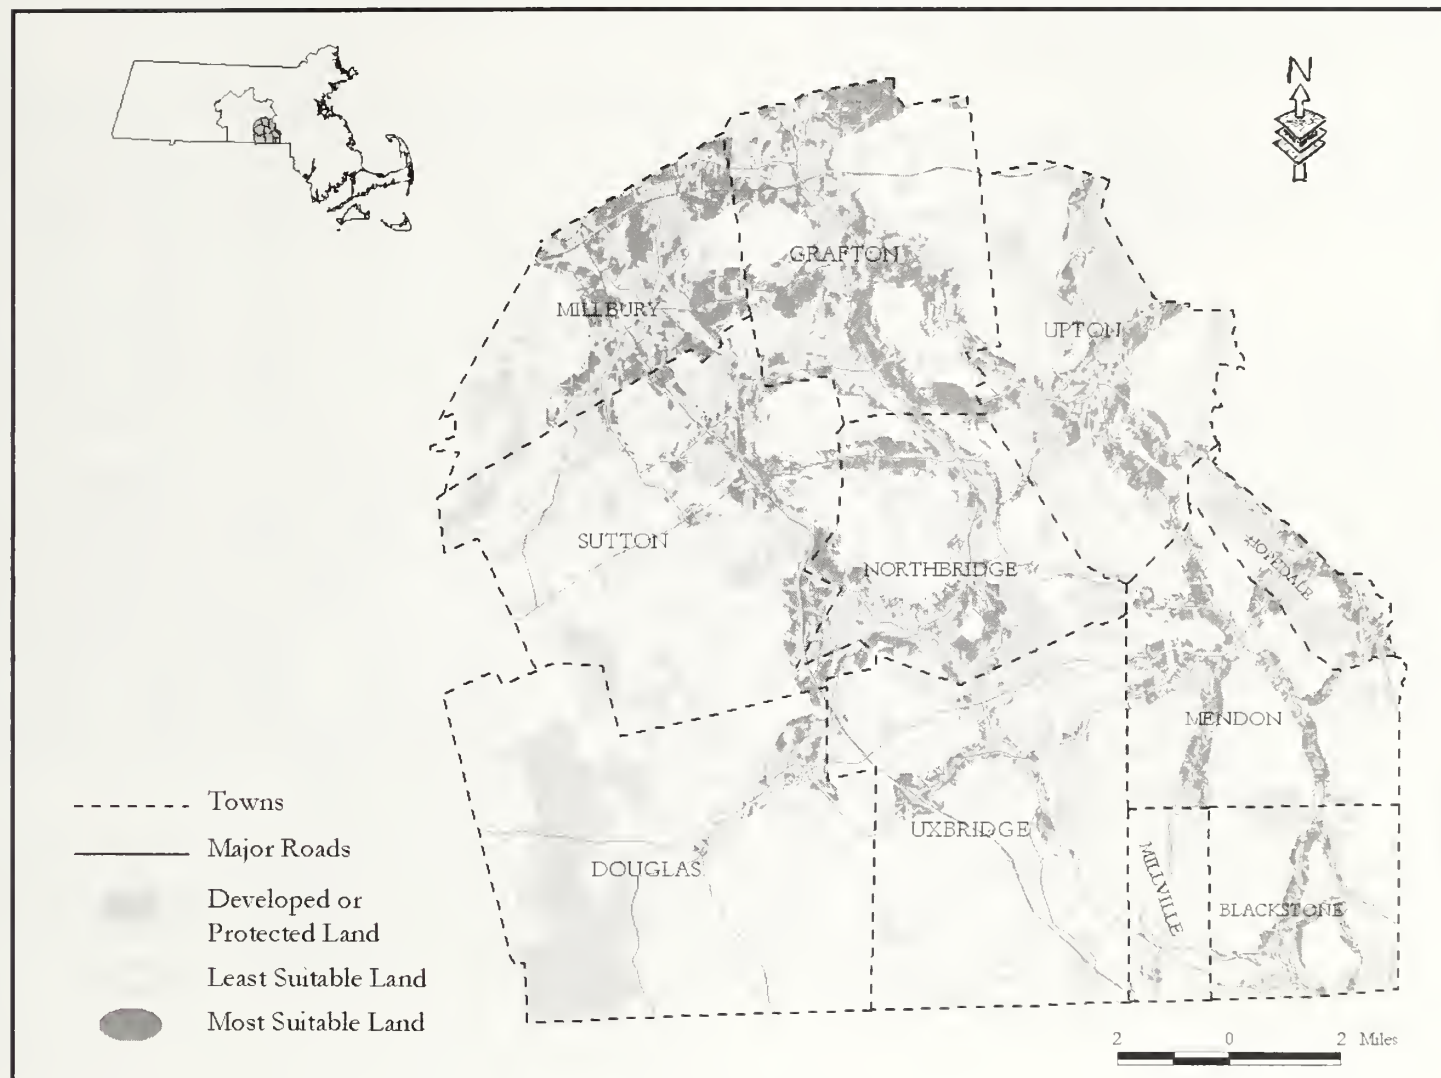 N
GRAFTON
MILLBURY
UPTON
SUTTON
NORTHBRIDGE
HOPEDALE
MENDON
UXBRIDGE
DOUGLAS
MILLVILLE
BLACKSTONE
Towns
Major Roads
Developed or
Protected Land
Least Suitable Land
Most Suitable Land
2 0 2 Miles